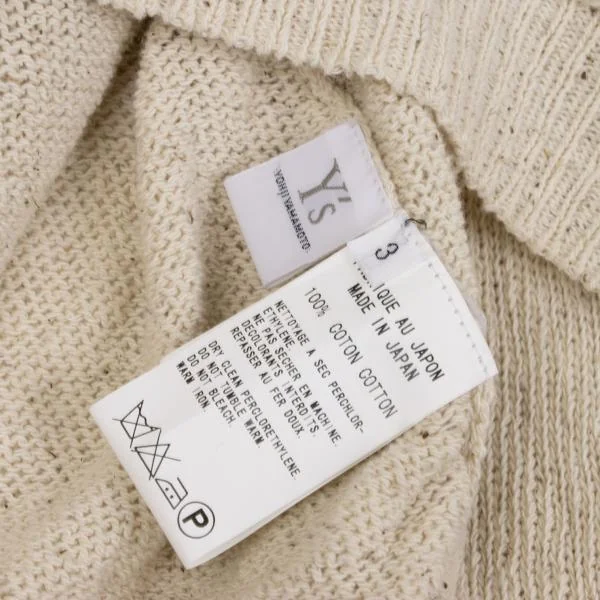 Y's
YOHJI YAMAMOTO.
3
IQUE AU JAPON
MADE IN JAPAN
100% COTON COTTON
NETTOYAGE A SEC PERCHLOR-
ETHYLENE.
NE PAS SECHER EN MACHINE.
DECOLORANTS INTERDITS.
REPASSER AU FER DOUX.
DRY CLEAN PERCLORETHYLENE.
DO NOT TUMBLE WARM.
DO NOT BLEACH.
WARM IRON.
P